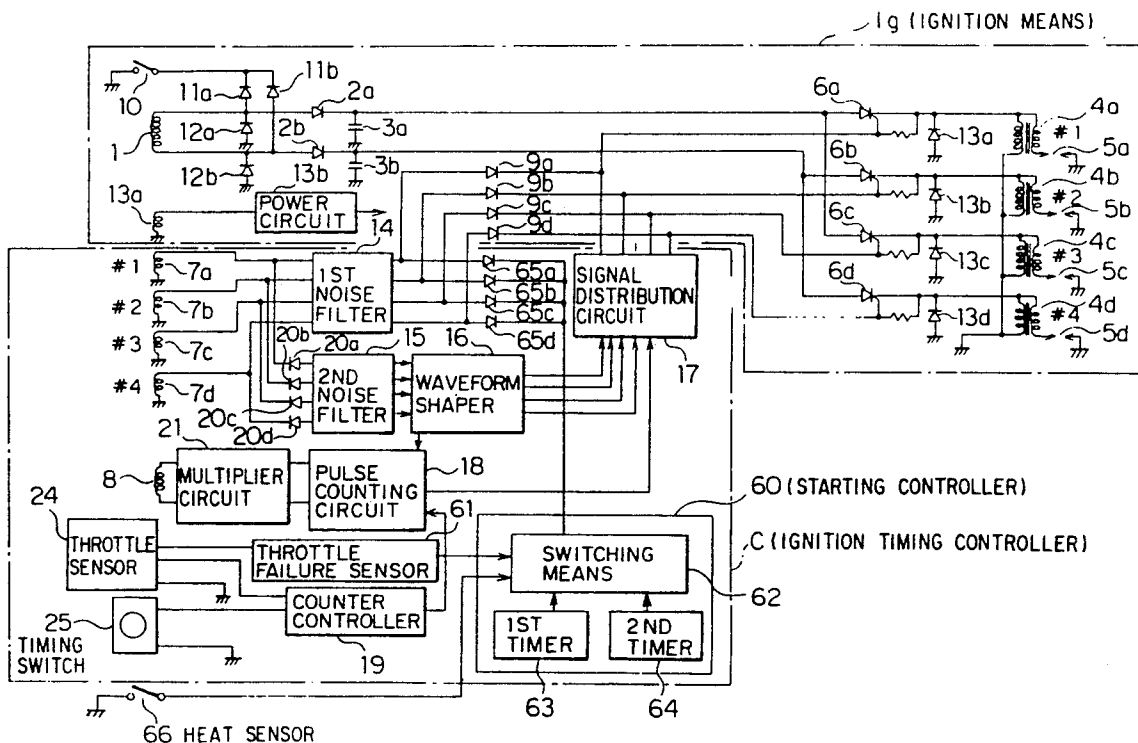 Ig (IGNITION MEANS)
11b
11a
10
2a
6a
4a
12a
2b
3a
13a
#1
5a
1
12b
13b
3b
9a
6b
4b
13a
POWER
CIRCUIT
9b
9c
9d
13b
#2
5b
14
6c
4c
#1
7a
1ST
NOISE
FILTER
65a
65b
65c
65d
SIGNAL
DISTRIBUTION
CIRCUIT
13c
#3
5c
#2
7b
6d
4d
#3
7c
20b
20a
15
16
17
13d
#4
5d
#4
7d
2ND
NOISE
FILTER
WAVEFORM
SHAPER
20c
20d
21
8
MULTIPLIER
CIRCUIT
PULSE
COUNTING
CIRCUIT
18
60 (STARTING CONTROLLER)
24
61
THROTTLE
SENSOR
THROTTLE
FAILURE SENSOR
SWITCHING
MEANS
C (IGNITION TIMING CONTROLLER)
62
25
TIMING
SWITCH
COUNTER
CONTROLLER
19
1ST
TIMER
2ND
TIMER
63
64
66 HEAT SENSOR